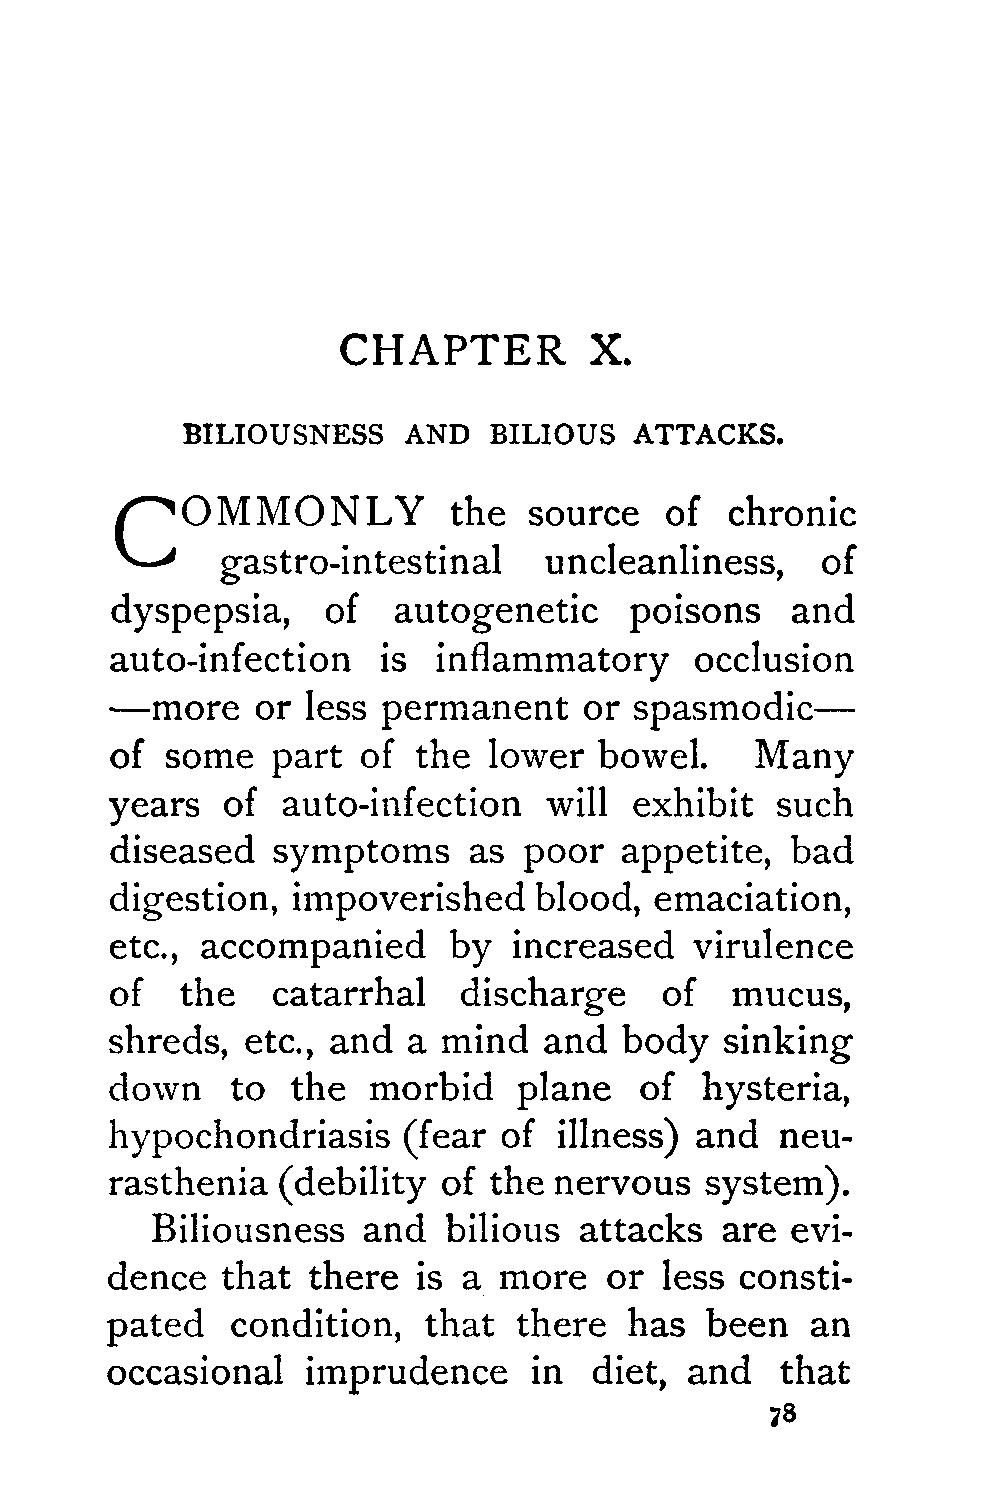 CHAPTER X.
BILIOUSNESS AND BILIOUS ATTACKS.
COMMONLY the source of chronic
gastro-intestinal uncleanliness, of
dyspepsia, of autogenetic poisons and
auto-infection is inflammatory occlusion
—more or less permanent or spasmodic—
of some part of the lower bowel. Many
years of auto-infection will exhibit such
diseased symptoms as poor appetite, bad
digestion, impoverished blood, emaciation,
etc., accompanied by increased virulence
of the catarrhal discharge of mucus,
shreds, etc., and a mind and body sinking
down to the morbid plane of hysteria,
hypochondriasis (fear of illness) and neu-
rasthenia (debility of the nervous system).
Biliousness and bilious attacks are evi-
dence that there is a more or less consti-
pated condition, that there has been an
occasional imprudence in diet, and that
78